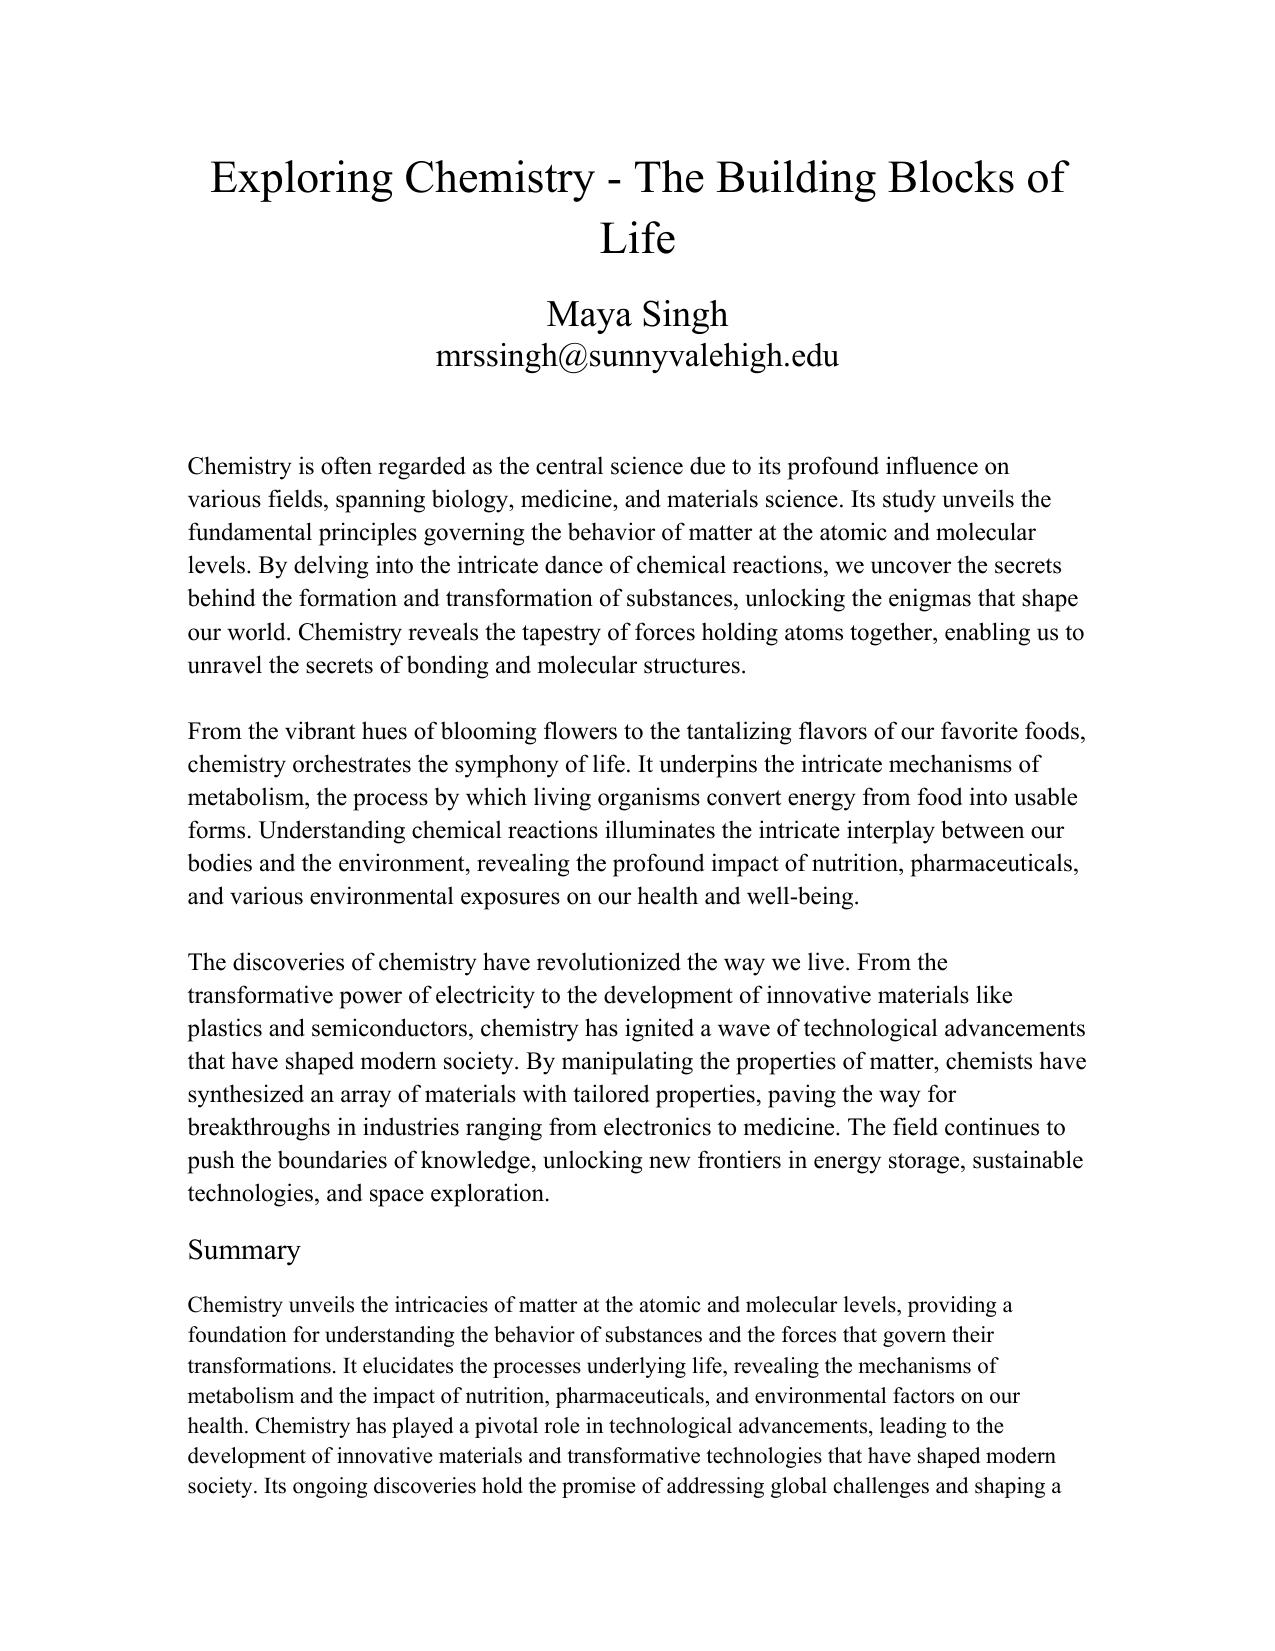 Exploring Chemistry - The Building Blocks of
Life
Maya Singh
mrssingh@sunnyvalehigh.edu
Chemistry is often regarded as the central science due to its profound influence on
various fields, spanning biology, medicine, and materials science. Its study unveils the
fundamental principles governing the behavior of matter at the atomic and molecular
levels. By delving into the intricate dance of chemical reactions, we uncover the secrets
behind the formation and transformation of substances, unlocking the enigmas that shape
our world. Chemistry reveals the tapestry of forces holding atoms together, enabling us to
unravel the secrets of bonding and molecular structures.
From the vibrant hues of blooming flowers to the tantalizing flavors of our favorite foods,
chemistry orchestrates the symphony of life. It underpins the intricate mechanisms of
metabolism, the process by which living organisms convert energy from food into usable
forms. Understanding chemical reactions illuminates the intricate interplay between our
bodies and the environment, revealing the profound impact of nutrition, pharmaceuticals,
and various environmental exposures on our health and well-being.
The discoveries of chemistry have revolutionized the way we live. From the
transformative power of electricity to the development of innovative materials like
plastics and semiconductors, chemistry has ignited a wave of technological advancements
that have shaped modern society. By manipulating the properties of matter, chemists have
synthesized an array of materials with tailored properties, paving the way for
breakthroughs in industries ranging from electronics to medicine. The field continues to
push the boundaries of knowledge, unlocking new frontiers in energy storage, sustainable
technologies, and space exploration.
Summary
Chemistry unveils the intricacies of matter at the atomic and molecular levels, providing a
foundation for understanding the behavior of substances and the forces that govern their
transformations. It elucidates the processes underlying life, revealing the mechanisms of
metabolism and the impact of nutrition, pharmaceuticals, and environmental factors on our
health. Chemistry has played a pivotal role in technological advancements, leading to the
development of innovative materials and transformative technologies that have shaped modern
society. Its ongoing discoveries hold the promise of addressing global challenges and shaping a